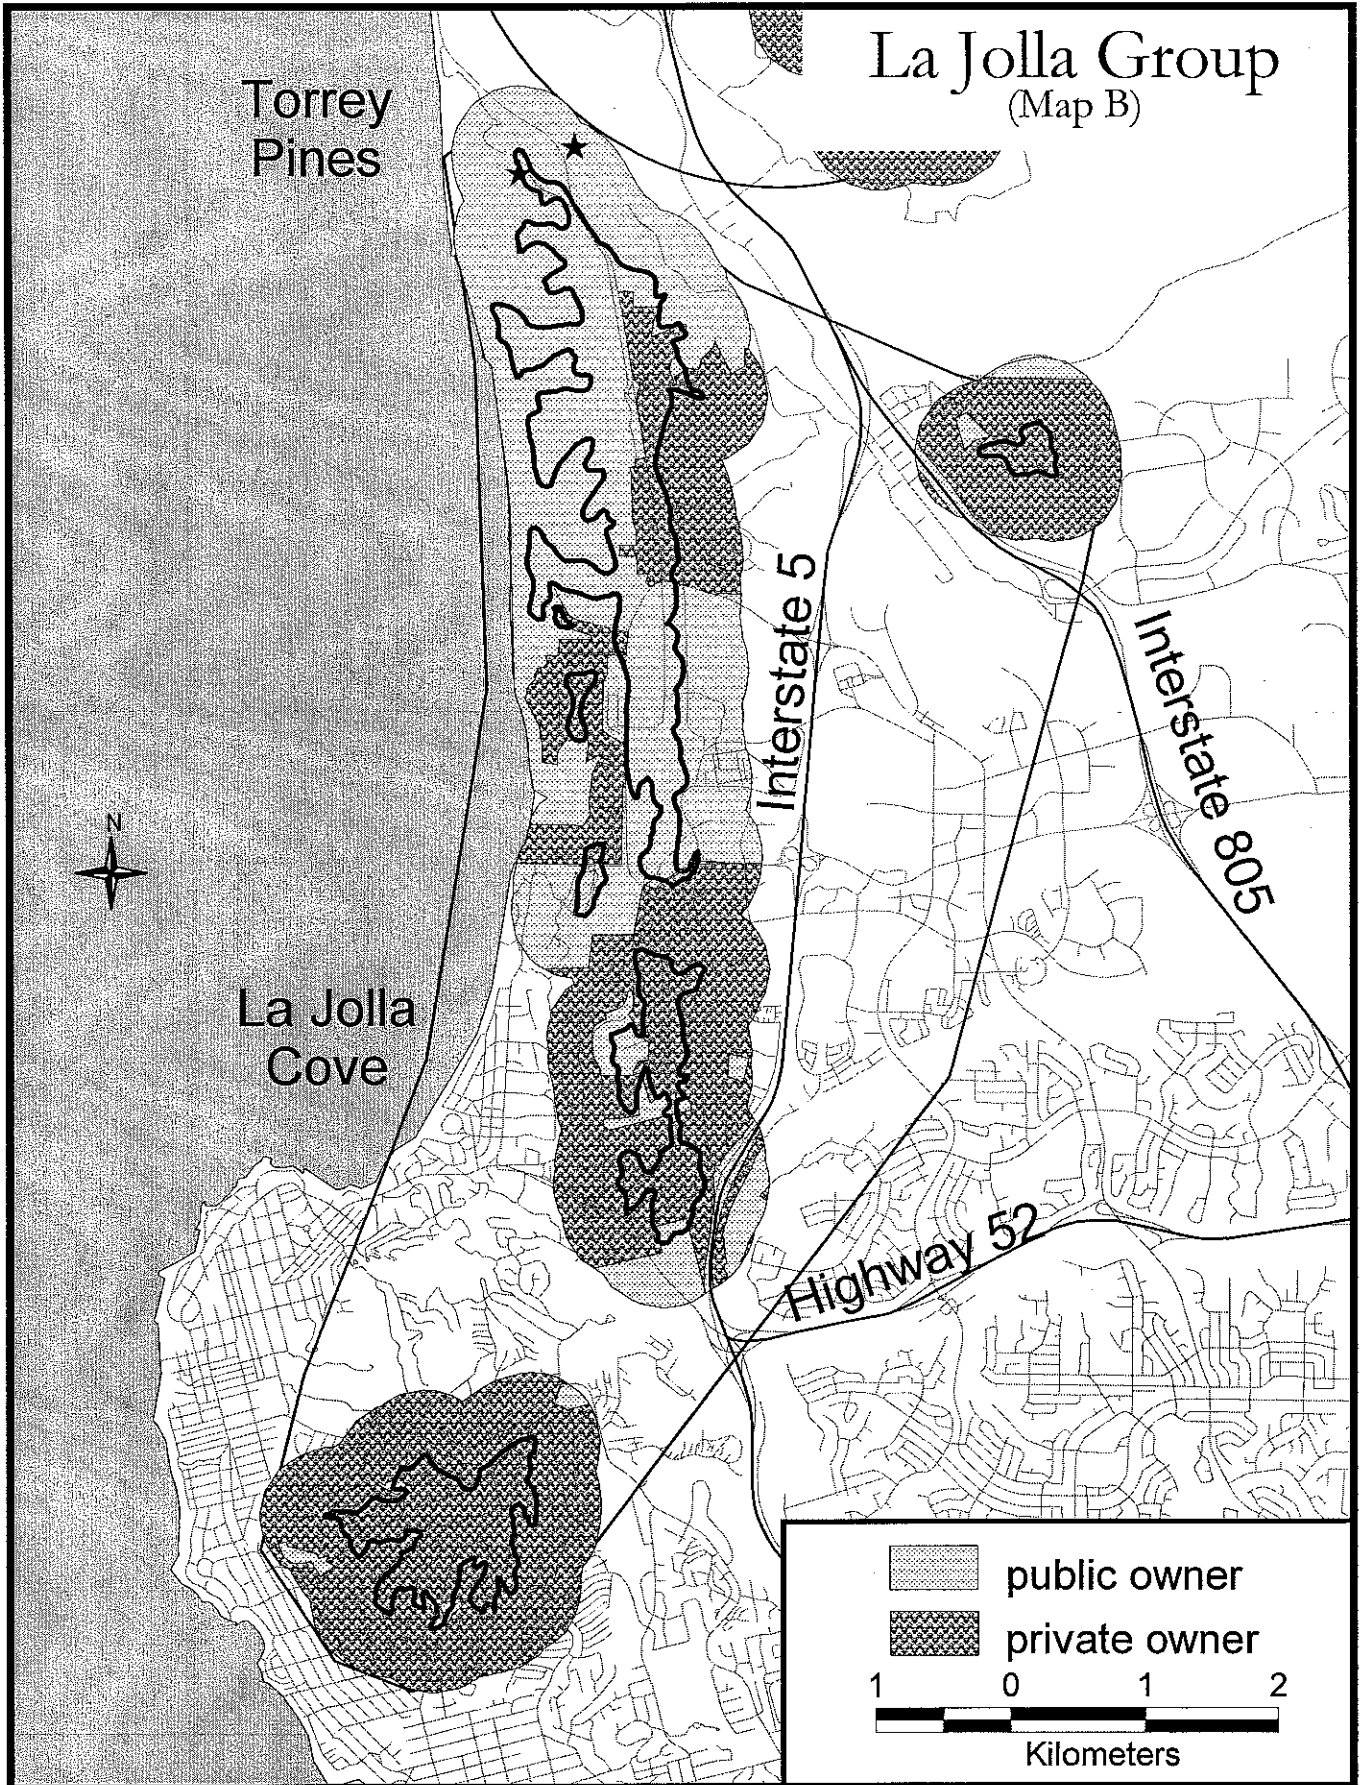 La Jolla Group
(Map B)
Torrey
Pines
Interstate 5
Interstate 805
N
La Jolla
Cove
Highway 52
public owner
private owner
1 0 1 2
Kilometers